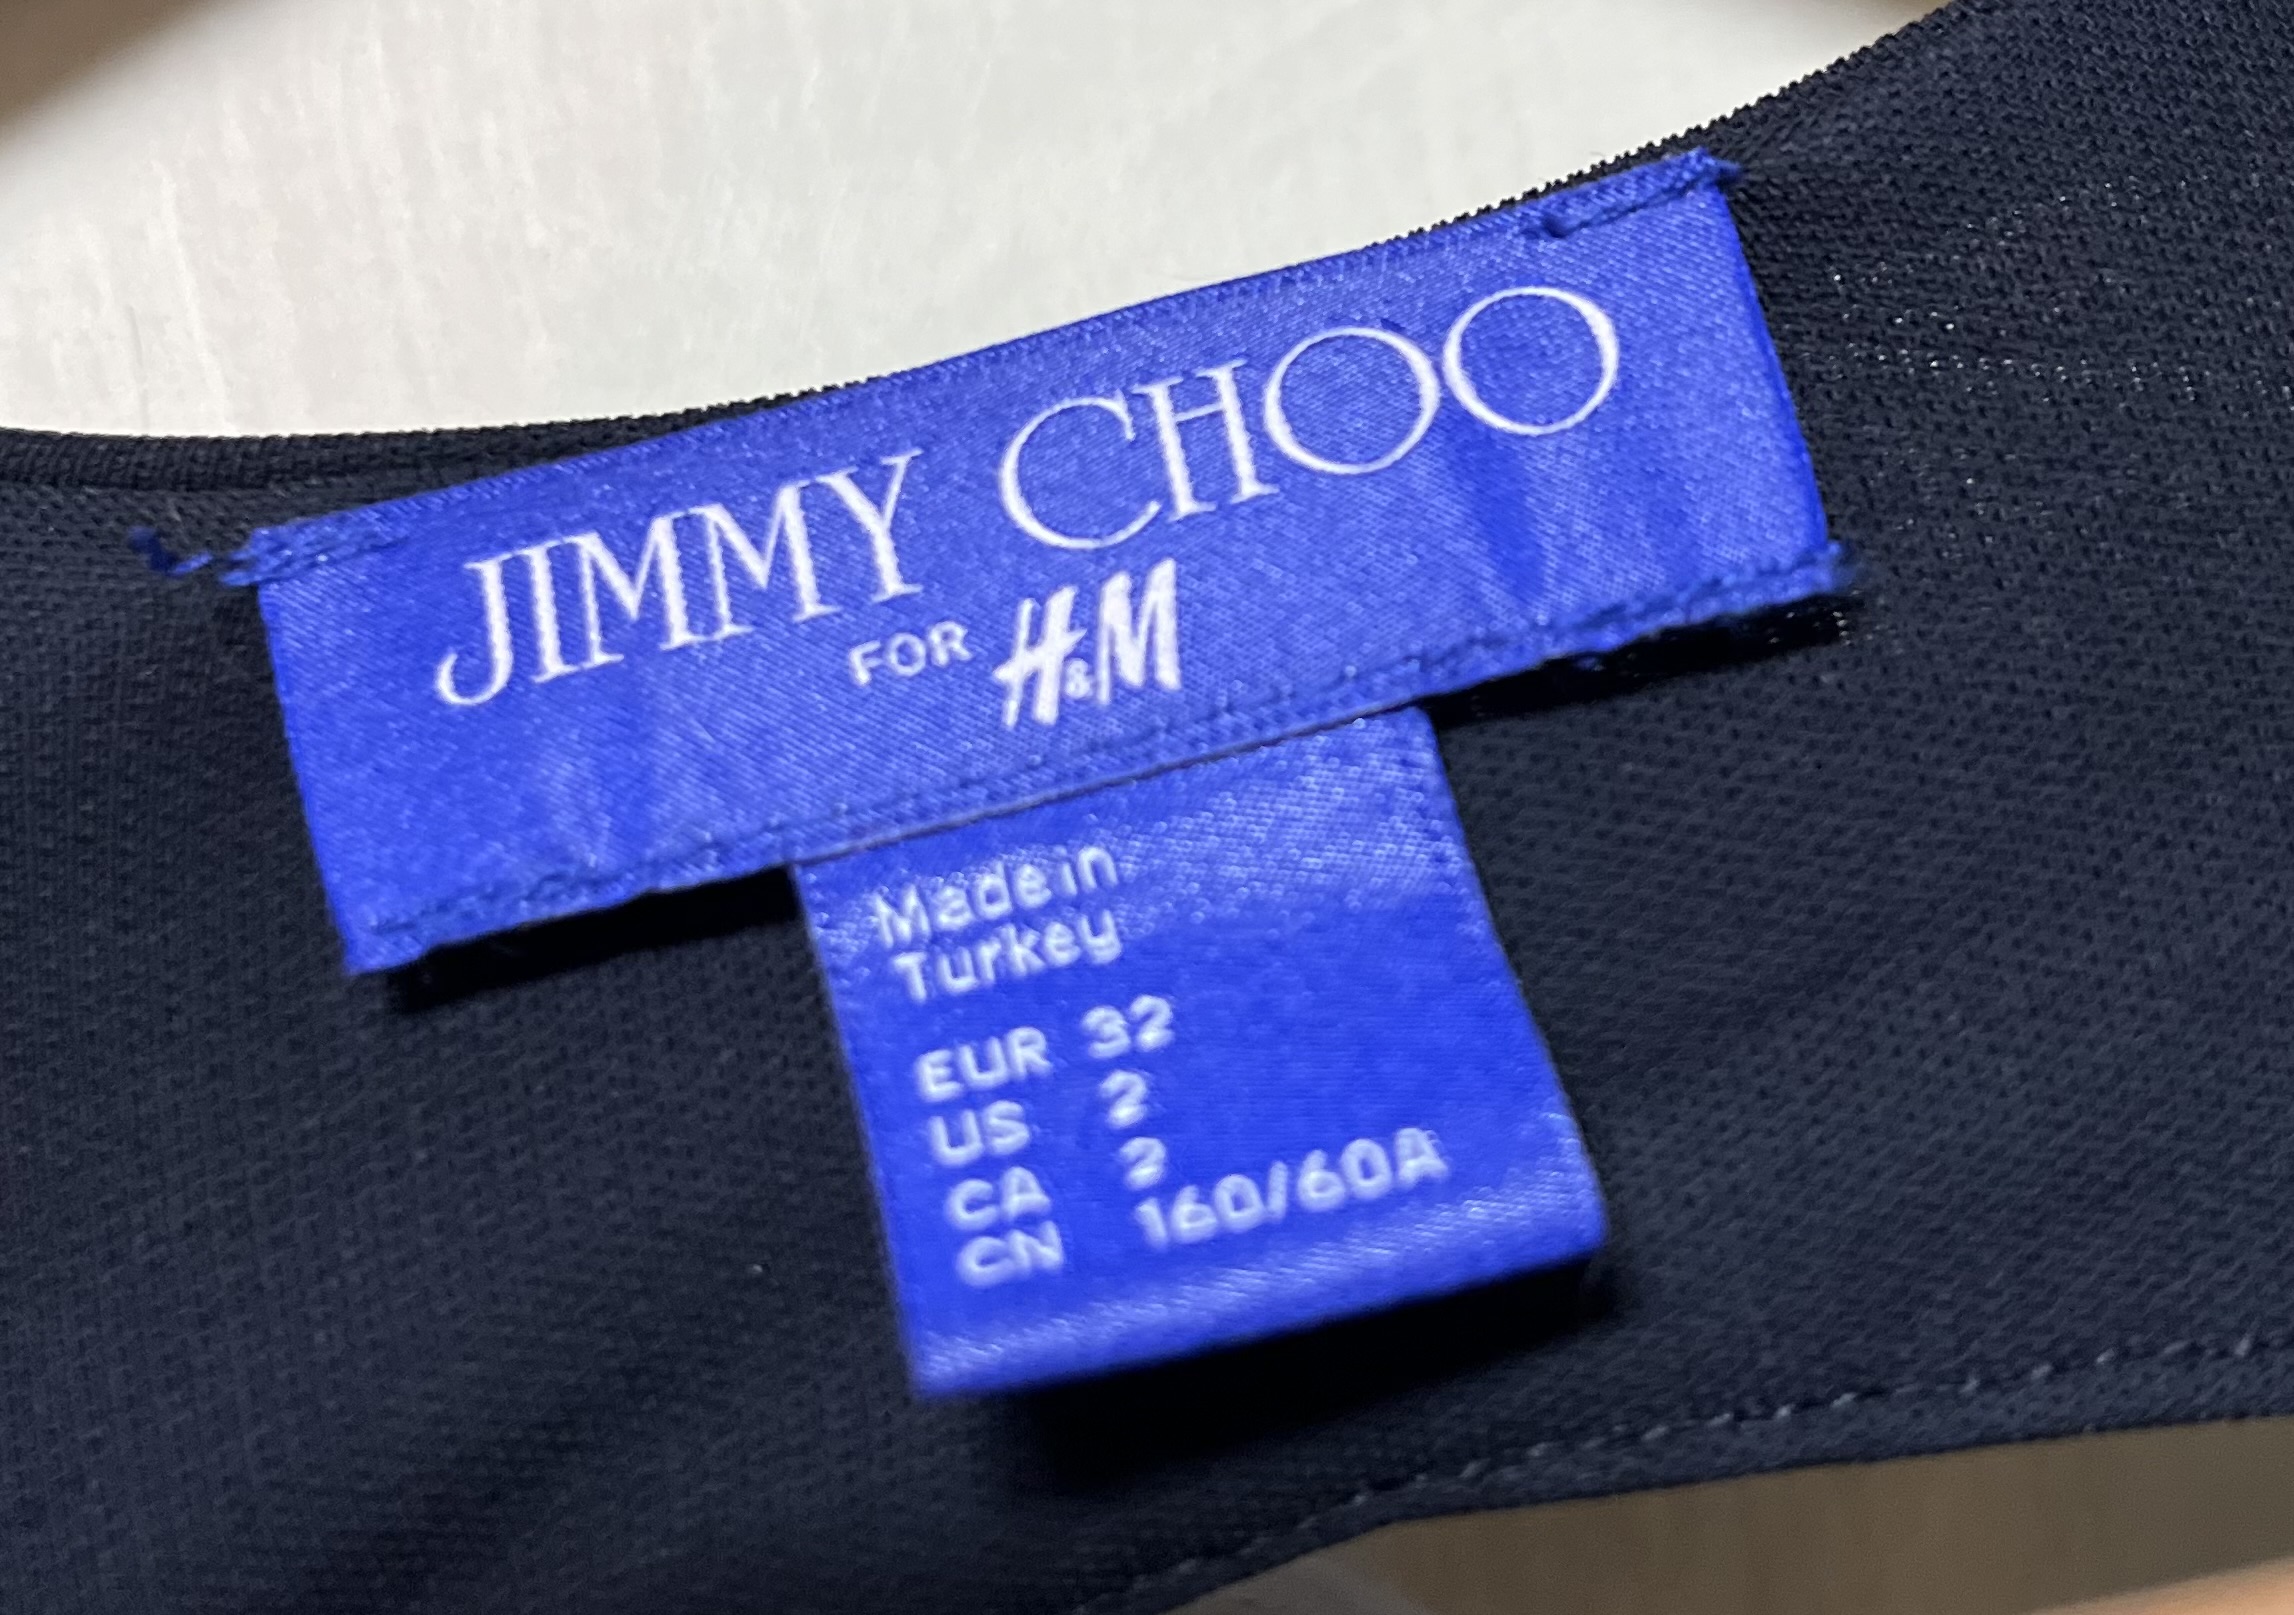 JIMMY CHOO
FOR H&M
Made in
Turkey
EUR 32
US 2
CA 2
CN 160/60A